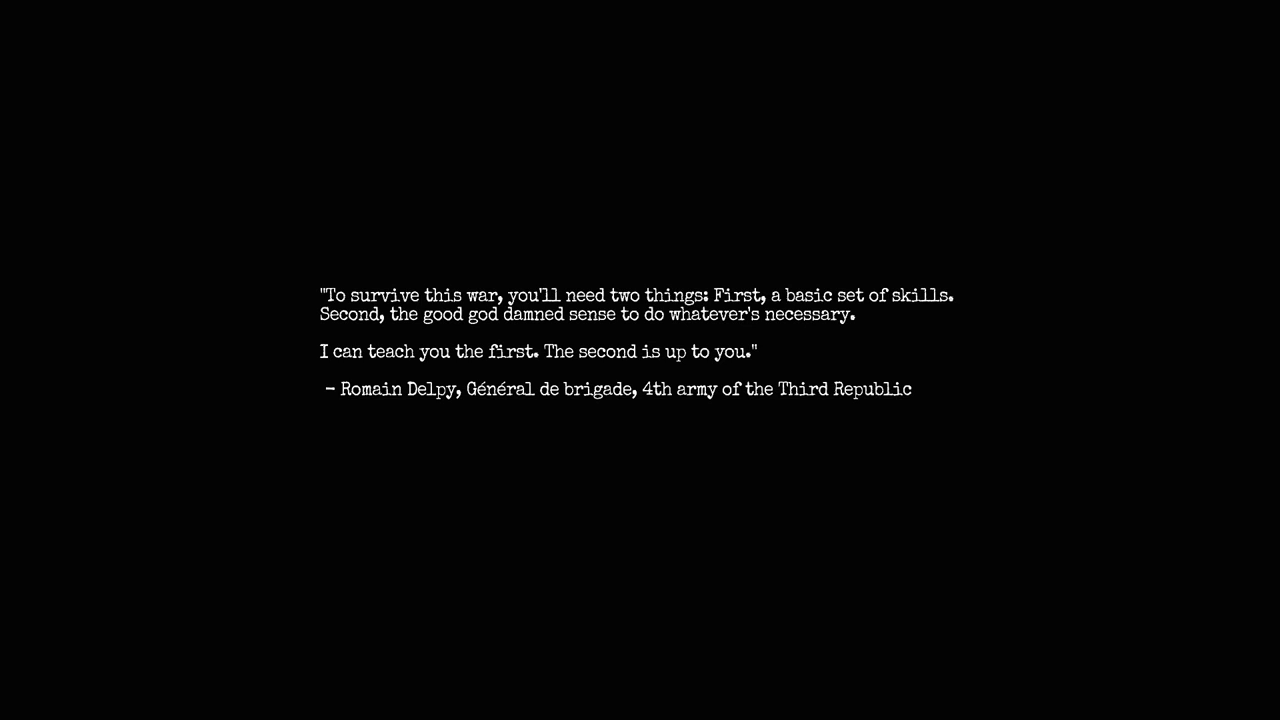 "To survive this war, you'll need two things: First, a basic set of skills.
Second, the good god damned sense to do whatever's necessary.
I can teach you the first. The second is up to you."
– Romain Delpy, Général de brigade, 4th army of the Third Republic